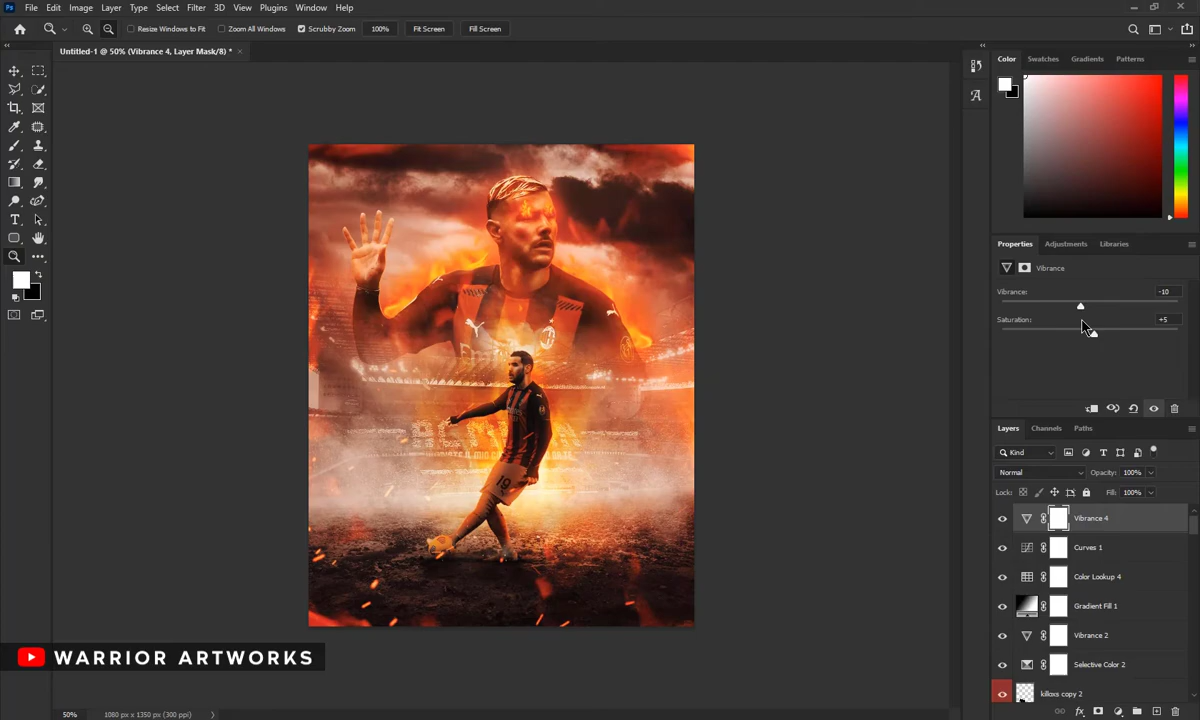 Ps File Edit Image Layer Type Select Filter 3D View Plugins Window Help
Resize Windows to Fit Zoom All Windows Scrubby Zoom 100% Fit Screen Fill Screen
Untitled-1 @ 50% (Vibrance 4, Layer Mask/8) * ×
Color Swatches Gradients Patterns
Properties Adjustments Libraries
Vibrance
Vibrance: -10
Saturation: +5
Layers Channels Paths
Kind
Normal Opacity: 100%
Lock: Fill: 100%
Vibrance 4
Curves 1
Color Lookup 4
Gradient Fill 1
Vibrance 2
Selective Color 2
killaxs copy 2
19
WARRIOR ARTWORKS
50% 1080 px x 1350 px (300 ppi)